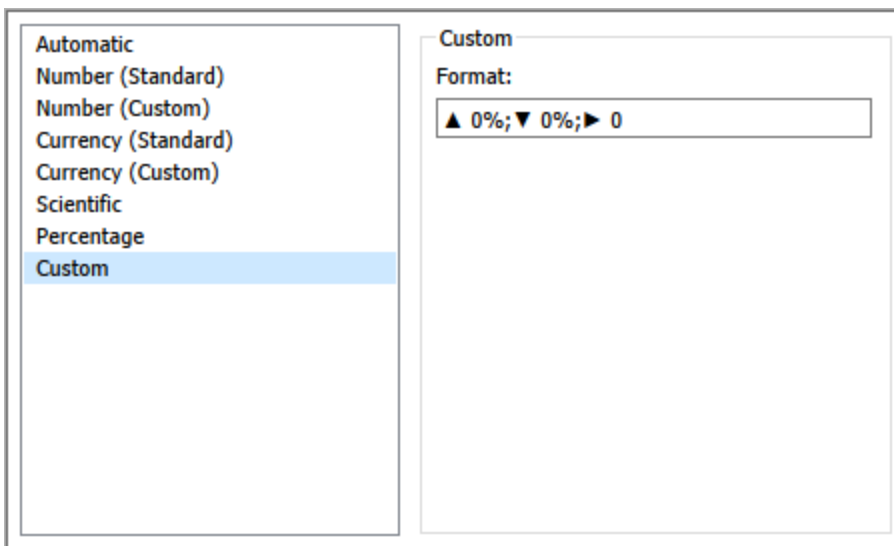 Automatic
Number (Standard)
Number (Custom)
Currency (Standard)
Currency (Custom)
Scientific
Percentage
Custom
Custom
Format:
▲ 0%;▼ 0%;► 0